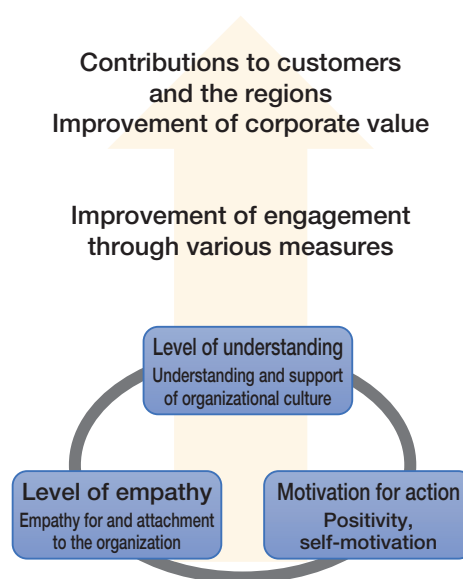 Contributions to customers
and the regions
Improvement of corporate value
Improvement of engagement
through various measures
Level of understanding
Understanding and support
of organizational culture
Level of empathy
Empathy for and attachment
to the organization
Motivation for action
Positivity,
self-motivation